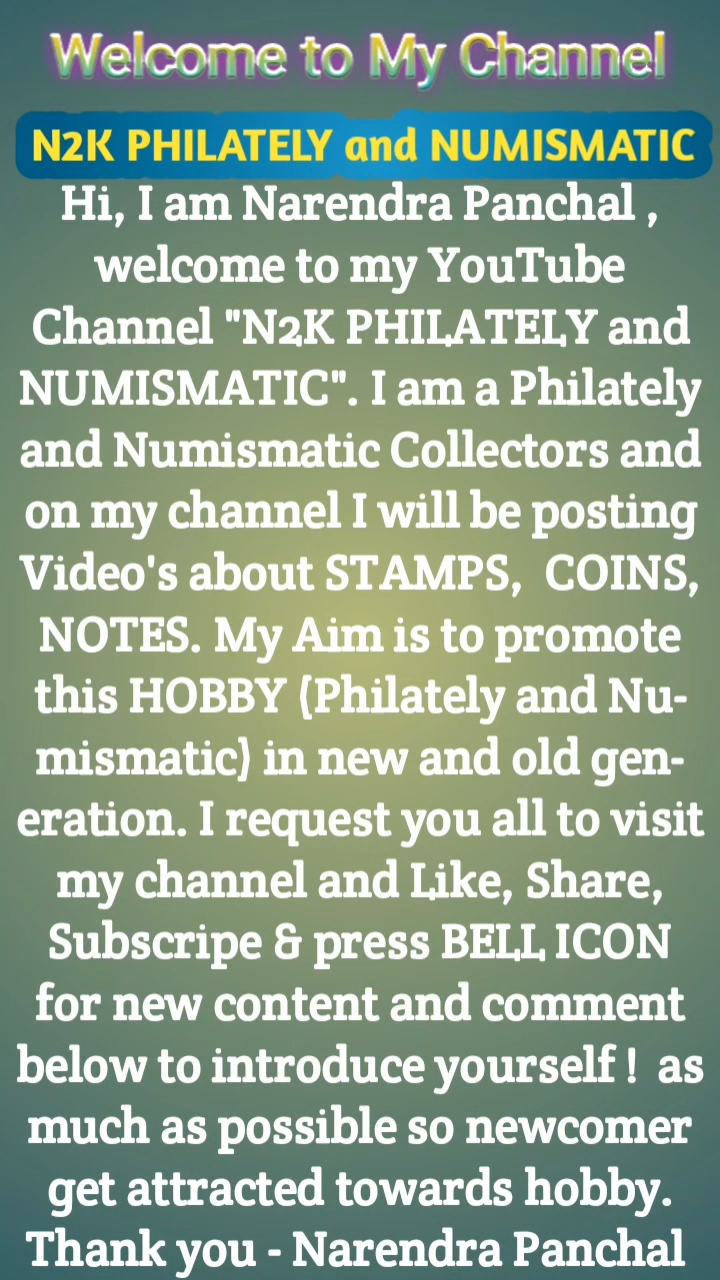 Welcome to My Channel
N2K PHILATELY and NUMISMATIC
Hi, I am Narendra Panchal ,
welcome to my YouTube
Channel "N2K PHILATELY and
NUMISMATIC". I am a Philately
and Numismatic Collectors and
on my channel I will be posting
Video's about STAMPS,  COINS,
NOTES. My Aim is to promote
this HOBBY (Philately and Nu-
mismatic) in new and old gen-
eration. I request you all to visit
my channel and Like, Share,
Subscripe & press BELL ICON
for new content and comment
below to introduce yourself !  as
much as possible so newcomer
get attracted towards hobby.
Thank you - Narendra Panchal